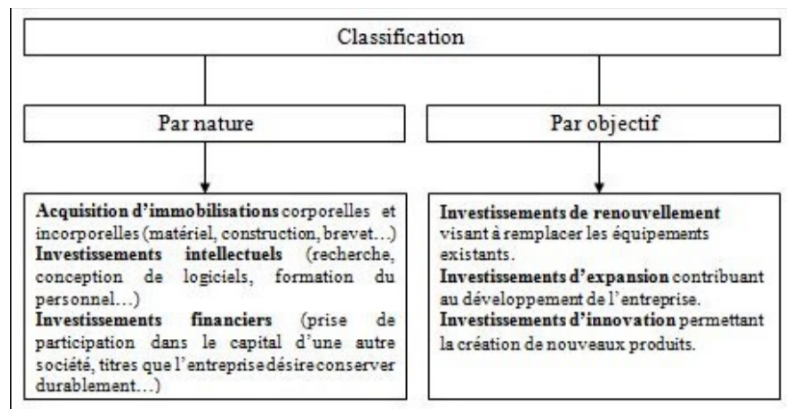 Classification
Par nature
Par objectif
Acquisition d'immobilisations corporelles et
incorporelles (matériel, construction, brevet…)
Investissements intellectuels (recherche,
conception de logiciels, formation du
personnel…)
Investissements financiers (prise de
participation dans le capital d'une autre
société, titres que l'entreprise désire conserver
durablement…)
Investissements de renouvellement
visant à remplacer les équipements
existants.
Investissements d'expansion contribuant
au développement de l'entreprise.
Investissements d'innovation permettant
la création de nouveaux produits.